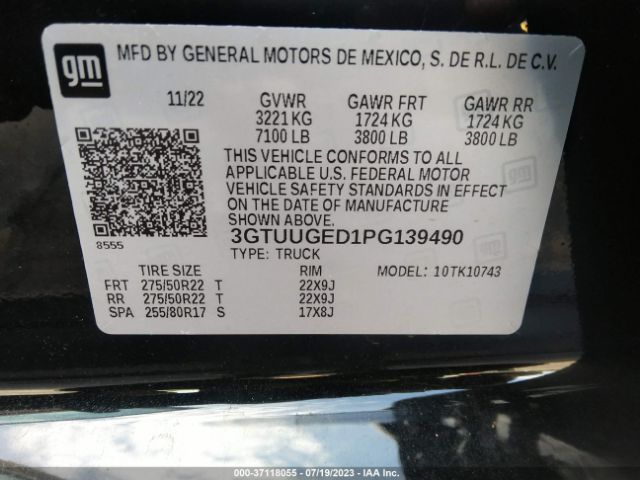 gm
MFD BY GENERAL MOTORS DE MEXICO, S. DE R.L. DE C.V.
11/22 GVWR GAWR FRT GAWR RR
3221 KG 1724 KG 1724 KG
7100 LB 3800 LB 3800 LB
THIS VEHICLE CONFORMS TO ALL
APPLICABLE U.S. FEDERAL MOTOR
VEHICLE SAFETY STANDARDS IN EFFECT
ON THE DATE OF MANUFACTURE
SHOWN ABOVE.
8555 3GTUUGED1PG139490
TYPE: TRUCK
TIRE SIZE RIM MODEL: 10TK10743
FRT 275/50R22 T 22X9J
RR 275/50R22 T 22X9J
SPA 255/80R17 S 17X8J
000-37118055 / 07/19/2023 - IAA Inc.